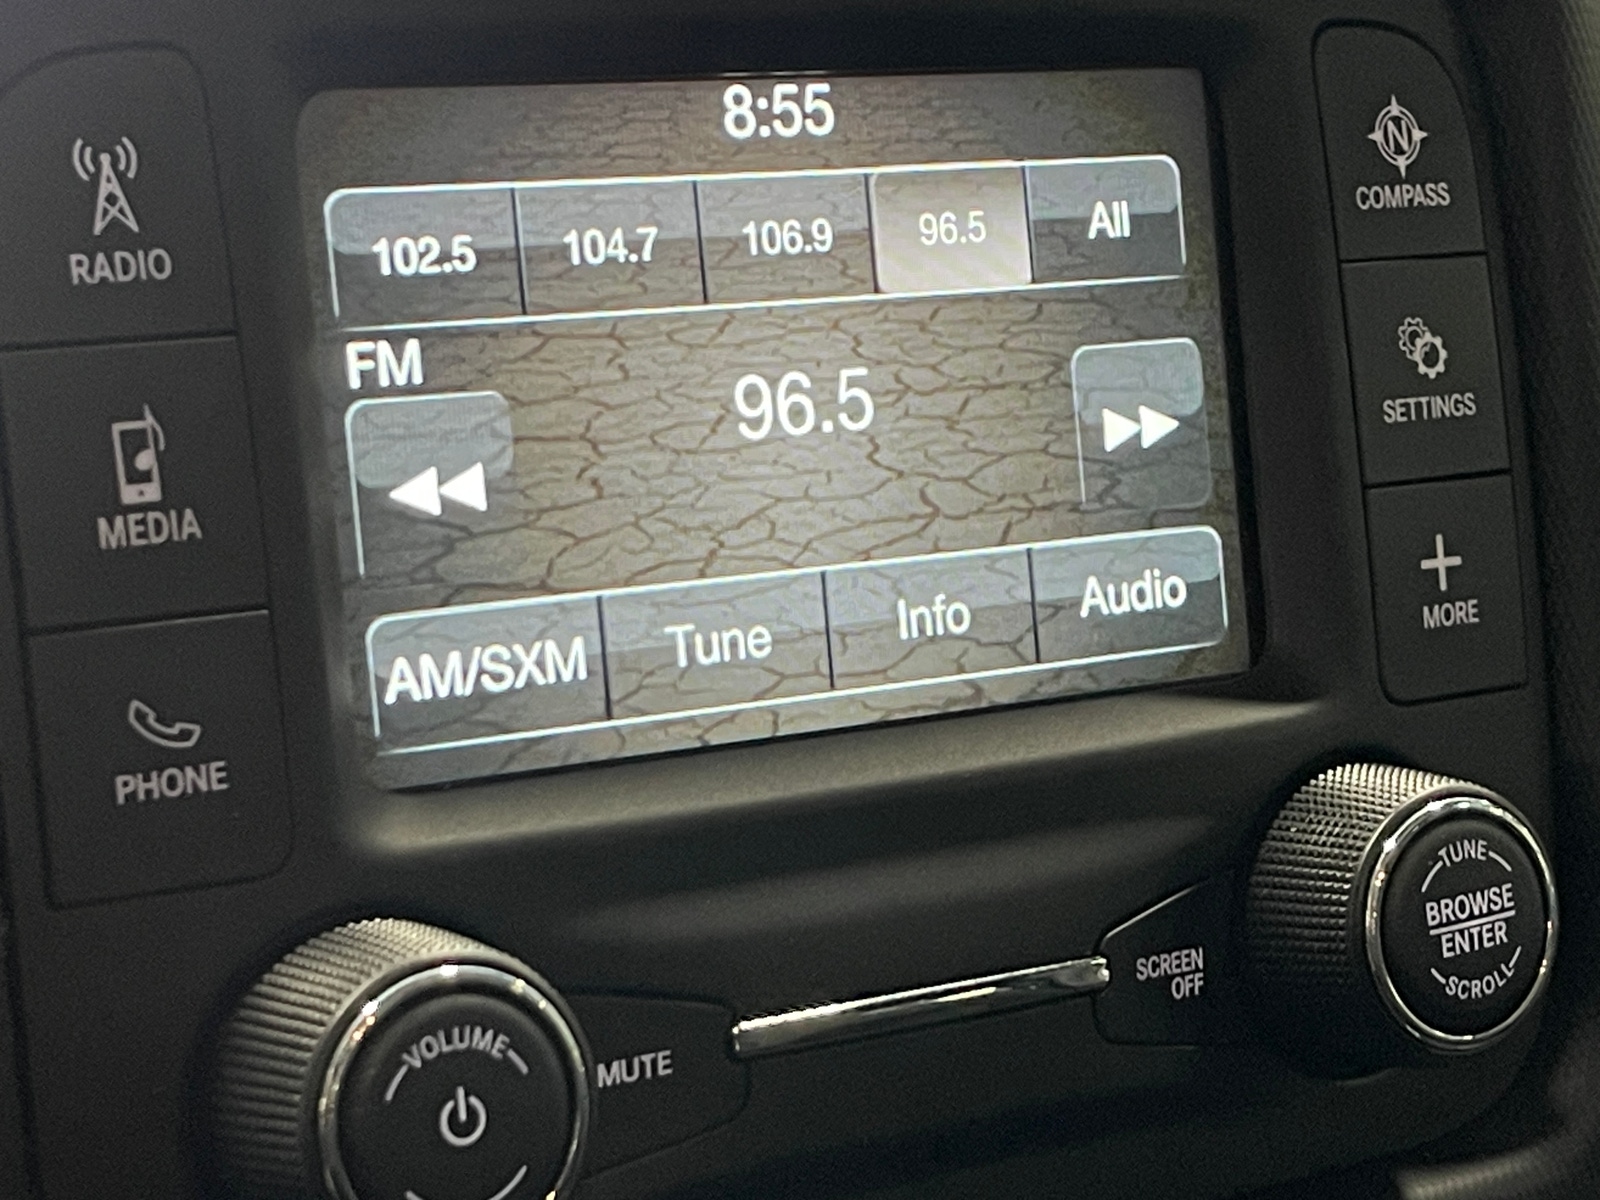 8:55
102.5 104.7 106.9 96.5 All
FM
96.5
AM/SXM Tune Info Audio
RADIO
MEDIA
PHONE
N
COMPASS
SETTINGS
MORE
VOLUME
MUTE
SCREEN
OFF
TUNE
BROWSE
ENTER
SCROLL